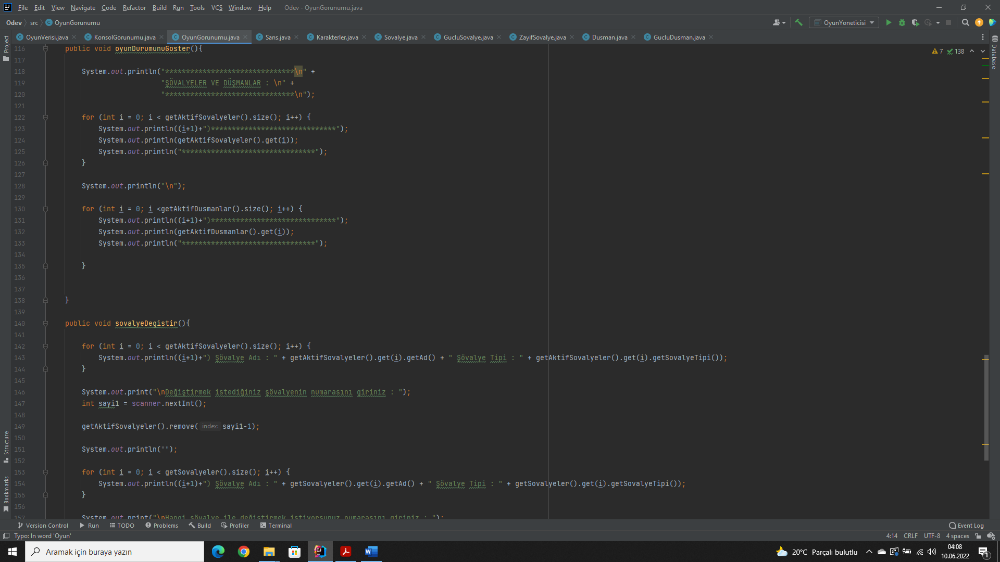 File Edit View Navigate Code Refactor Build Run Tools VCS Window Help Odev - OyunGorunumu.java
Odev src OyunGorunumu OyunYoneticisi
OyunVerisi.java KonsolGorunumu.java OyunGorunumu.java Sans.java Karakterler.java Sovalye.java GucluSovalye.java ZayifSovalye.java Dusman.java GucluDusman.java
Project
Database
7 138
116 public void oyunDurumunuGoster(){
117
118 System.out.println("*******************************\n" +
119 "ŞÖVALYELER VE DÜŞMANLAR : \n" +
120 "*******************************\n");
121
122 for (int i = 0; i < getAktifSovalyeler().size(); i++) {
123 System.out.println((i+1)+")******************************");
124 System.out.println(getAktifSovalyeler().get(i));
125 System.out.println("********************************");
126 }
127
128 System.out.println("\n");
129
130 for (int i = 0; i <getAktifDusmanlar().size(); i++) {
131 System.out.println((i+1)+")******************************");
132 System.out.println(getAktifDusmanlar().get(i));
133 System.out.println("********************************");
134
135 }
136
137
138 }
139
140 public void sovalyeDegistir(){
141
142 for (int i = 0; i < getAktifSovalyeler().size(); i++) {
143 System.out.println((i+1)+") Şövalye Adı : " + getAktifSovalyeler().get(i).getAd() + " Şövalye Tipi : " + getAktifSovalyeler().get(i).getSovalyeTipi());
144 }
145
146 System.out.print("\nDeğiştirmek istediğiniz şövalyenin numarasını giriniz : ");
147 int sayi1 = scanner.nextInt();
148
149 getAktifSovalyeler().remove( index: sayi1-1);
150
151 System.out.println("");
152
153 for (int i = 0; i < getSovalyeler().size(); i++) {
154 System.out.println((i+1)+") Şövalye Adı : " + getSovalyeler().get(i).getAd() + " Şövalye Tipi : " + getSovalyeler().get(i).getSovalyeTipi());
155 }
156
157 System.out.print("\nHangi şövalye ile değiştirmek istiyorsunuz numarasını giriniz : ");
Structure
Bookmarks
Version Control Run TODO Problems Build Profiler Terminal Event Log
Typo: In word 'Oyun' 4:14 CRLF UTF-8 4 spaces
Aramak için buraya yazın 20°C Parçalı bulutlu 04:08
10.06.2022 1